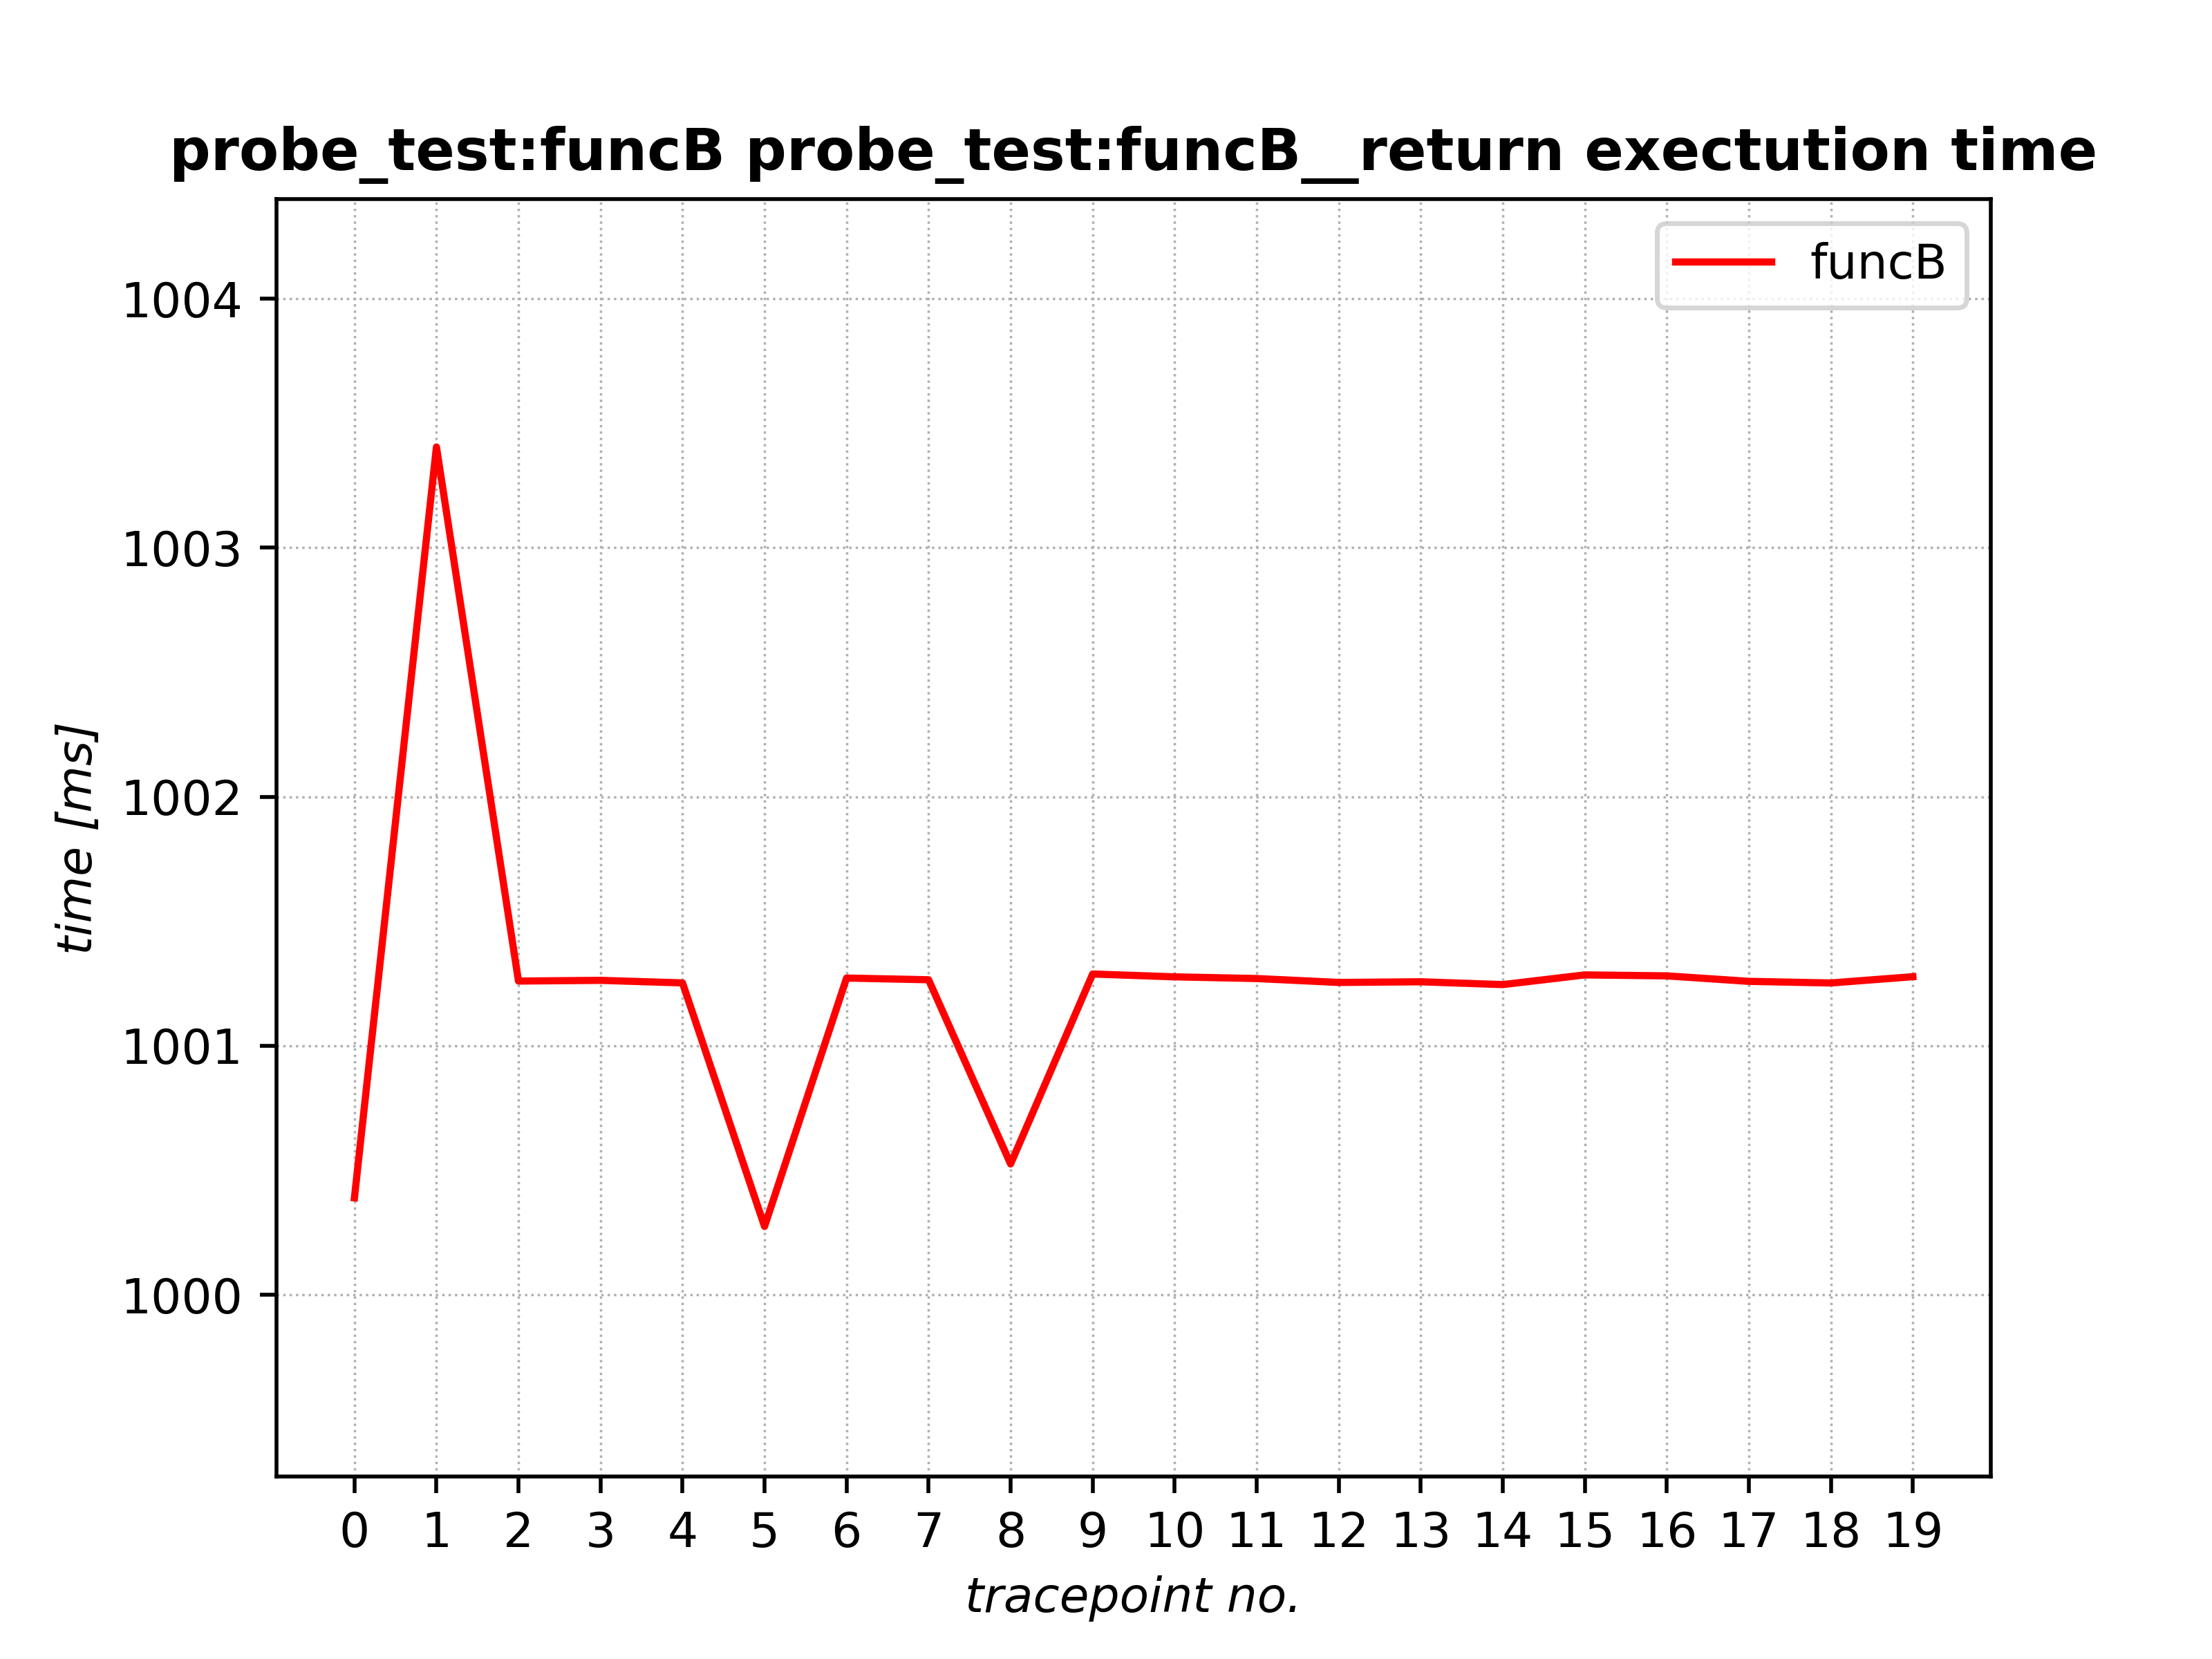 probe_test:funcB probe_test:funcB__return exectution time
funcB
1004
1003
1002
1001
1000
time [ms]
0 1 2 3 4 5 6 7 8 9 10 11 12 13 14 15 16 17 18 19
tracepoint no.